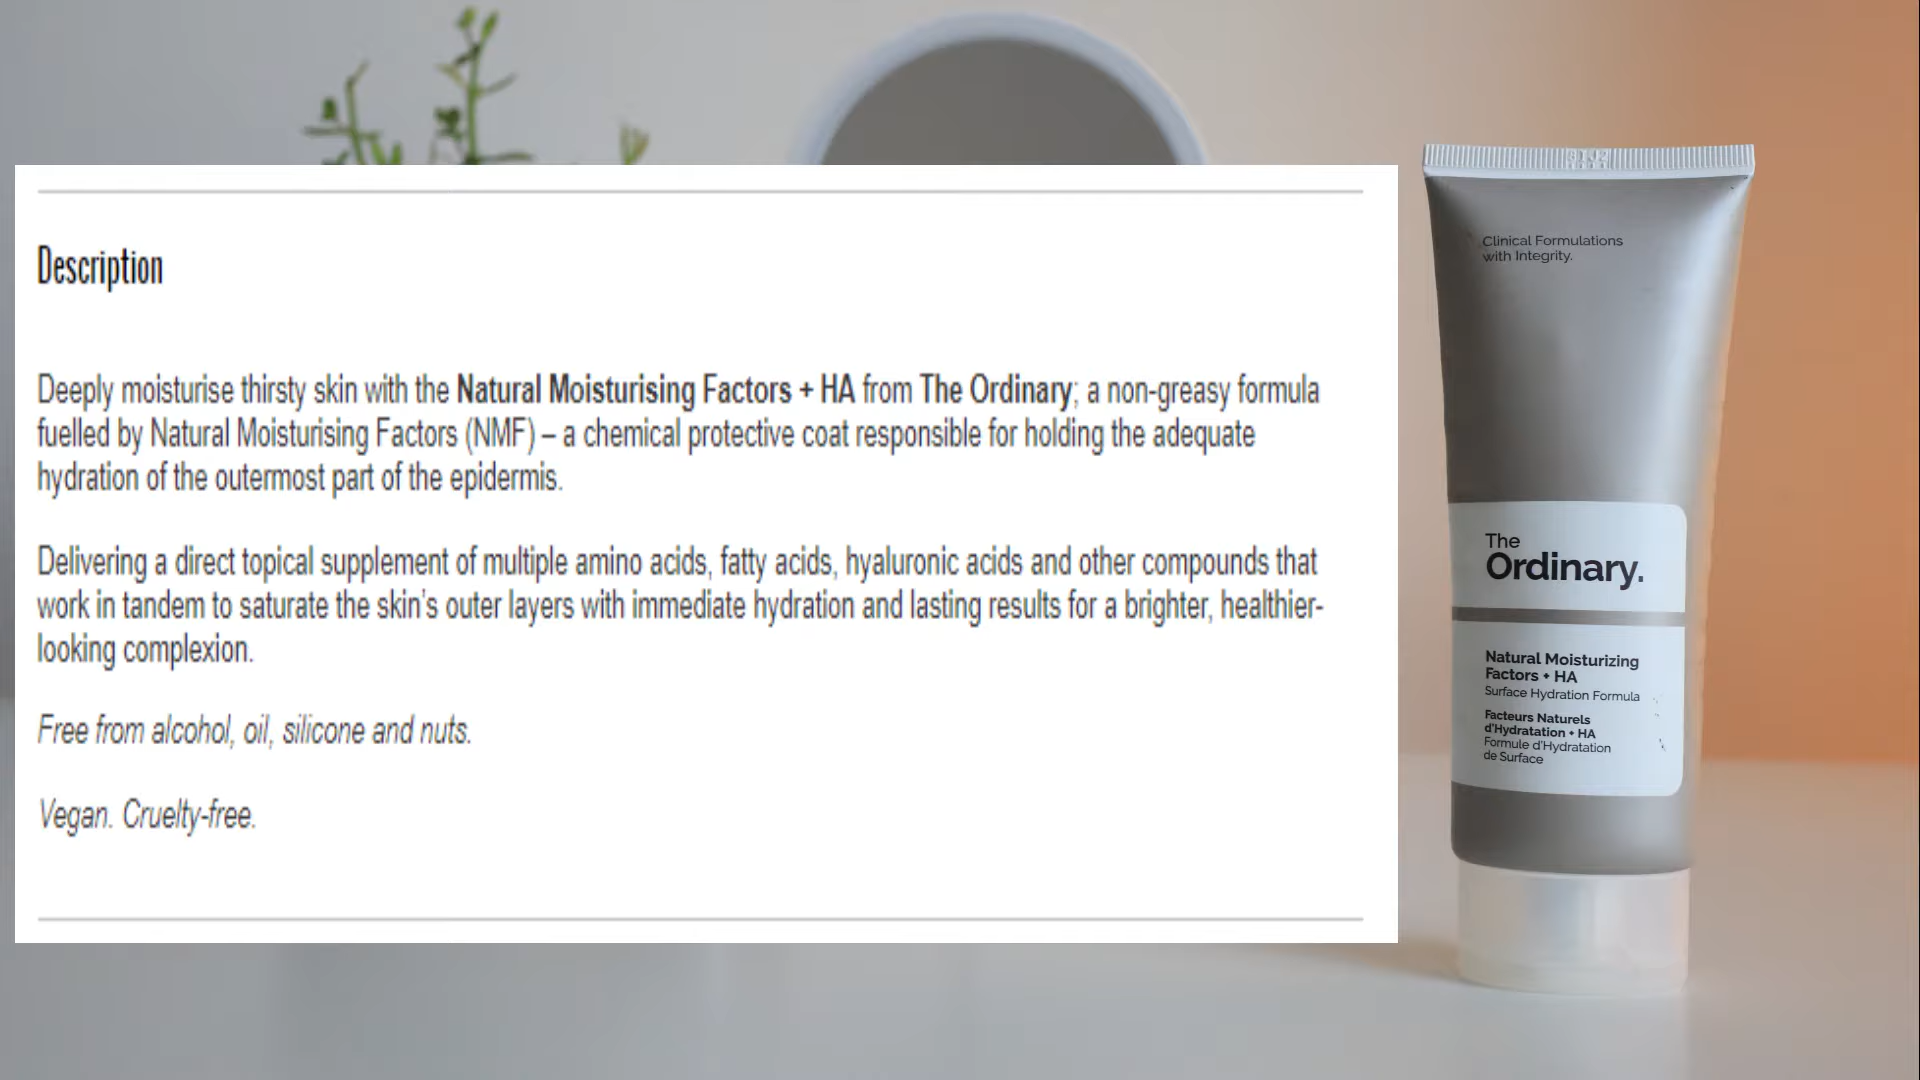 Description
Deeply moisturise thirsty skin with the Natural Moisturising Factors + HA from The Ordinary; a non-greasy formula
fuelled by Natural Moisturising Factors (NMF) – a chemical protective coat responsible for holding the adequate
hydration of the outermost part of the epidermis.
Delivering a direct topical supplement of multiple amino acids, fatty acids, hyaluronic acids and other compounds that
work in tandem to saturate the skin's outer layers with immediate hydration and lasting results for a brighter, healthier-
looking complexion.
Free from alcohol, oil, silicone and nuts.
Vegan. Cruelty-free.
Clinical Formulations
with Integrity.
The
Ordinary.
Natural Moisturizing
Factors + HA
Surface Hydration Formula
Facteurs Naturels
d'Hydratation + HA
Formule d'Hydratation
de Surface